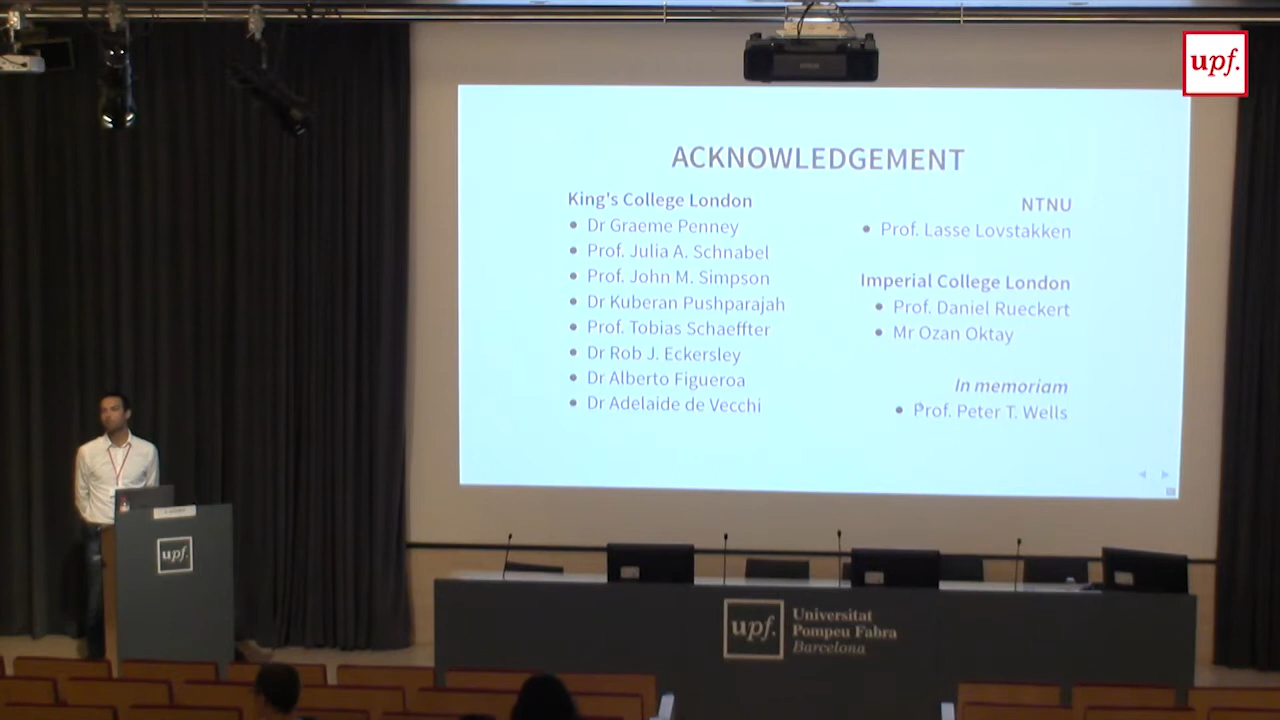 upf.
ACKNOWLEDGEMENT
King's College London
• Dr Graeme Penney
• Prof. Julia A. Schnabel
• Prof. John M. Simpson
• Dr Kuberan Pushparajah
• Prof. Tobias Schaeffter
• Dr Rob J. Eckersley
• Dr Alberto Figueroa
• Dr Adelaide de Vecchi
NTNU
• Prof. Lasse Lovstakken
Imperial College London
• Prof. Daniel Rueckert
• Mr Ozan Oktay
In memoriam
• Prof. Peter T. Wells
upf.
upf.
Universitat
Pompeu Fabra
Barcelona